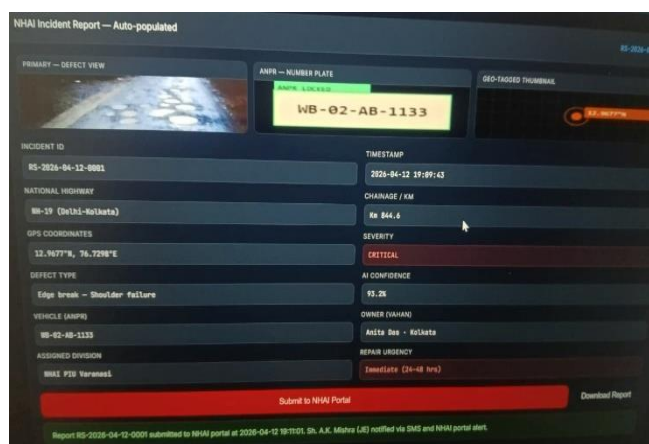 NHAI Incident Report — Auto-populated
RS-2026-0
PRIMARY — DEFECT VIEW
ANPR — NUMBER PLATE
GEO-TAGGED THUMBNAIL
ANPR LOCKED
WB-02-AB-1133
12.9677°N
INCIDENT ID
TIMESTAMP
RS-2026-04-12-0001
2026-04-12 19:09:43
NATIONAL HIGHWAY
CHAINAGE / KM
NH-19 (Delhi-Kolkata)
Km 844.6
GPS COORDINATES
SEVERITY
12.9677°N, 76.7298°E
CRITICAL
DEFECT TYPE
AI CONFIDENCE
Edge break — Shoulder failure
93.2%
VEHICLE (ANPR)
OWNER (VAHAN)
WB-02-AB-1133
Anita Das - Kolkata
ASSIGNED DIVISION
REPAIR URGENCY
NHAI PIU Varanasi
Immediate (24-48 hrs)
Submit to NHAI Portal
Download Report
Report RS-2026-04-12-0001 submitted to NHAI portal at 2026-04-12 19:11:01. Sh. A.K. Mishra (JE) notified via SMS and NHAI portal alert.